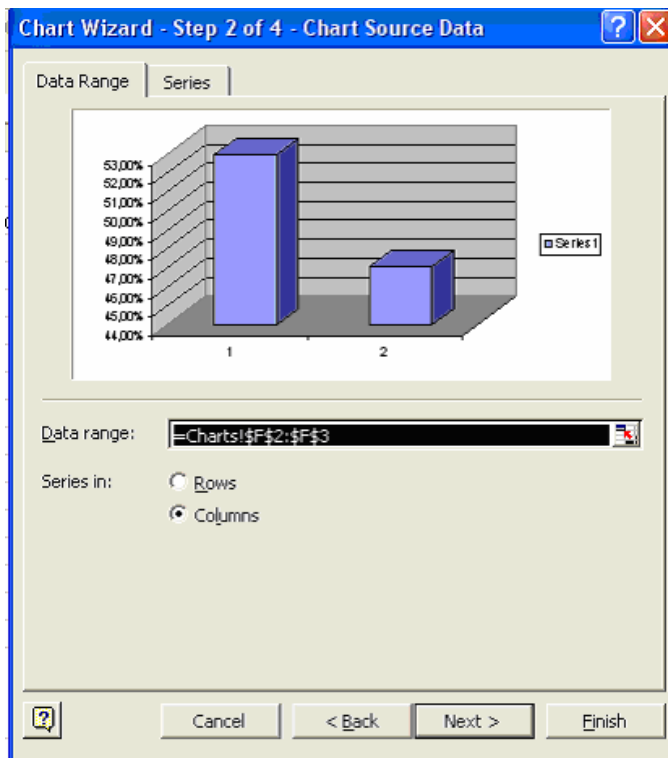 Chart Wizard - Step 2 of 4 - Chart Source Data
Data Range
Series
53,00%
52,00%
51,00%
50,00%
49,00%
48,00%
47,00%
46,00%
45,00%
44,00%
1
2
Series1
Data range:
=Charts!$F$2:$F$3
Series in:
Rows
Columns
Cancel
< Back
Next >
Finish